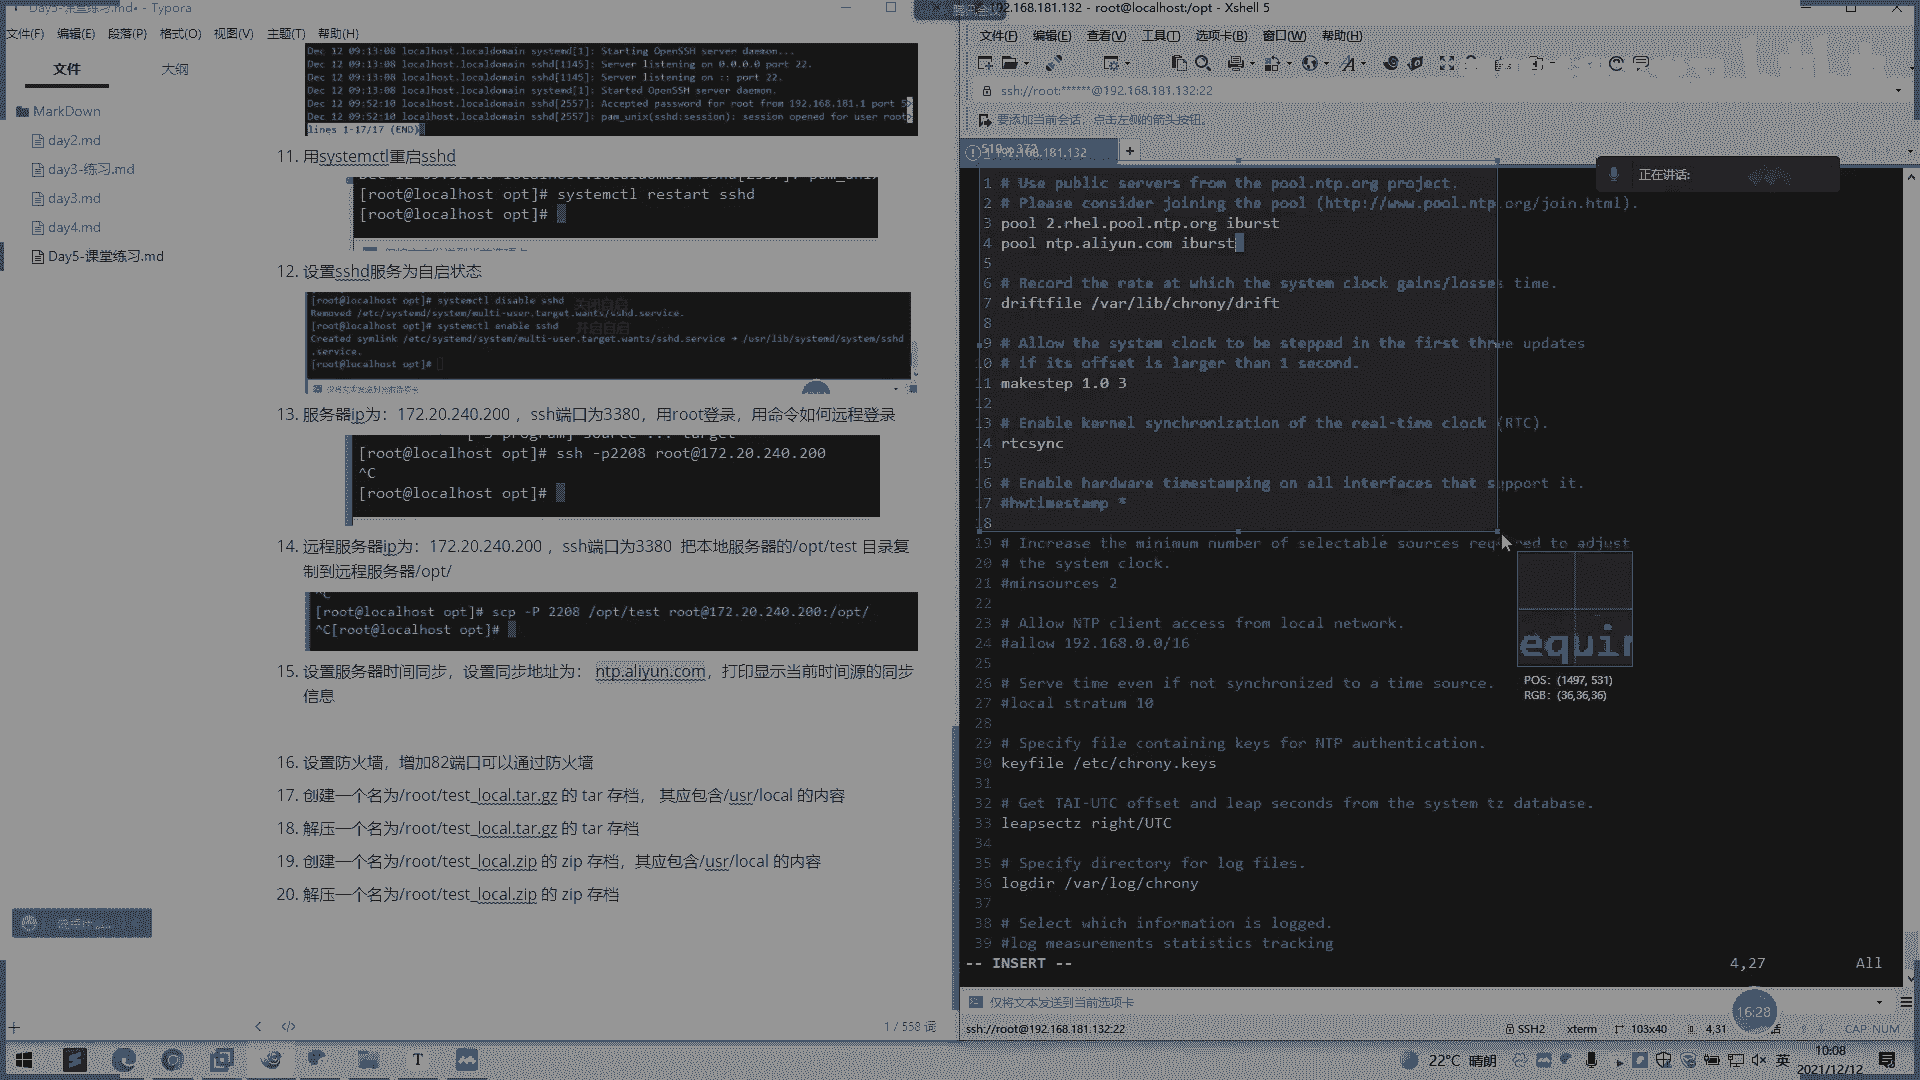 Day5-课堂练习.md• - Typora
文件(F) 编辑(E) 段落(P) 格式(O) 视图(V) 主题(T) 帮助(H)
文件 大纲
MarkDown
day2.md
day3-练习.md
day3.md
day4.md
Day5-课堂练习.md
Dec 12 09:13:08 localhost.localdomain systemd[1]: Starting OpenSSH server daemon...
Dec 12 09:13:08 localhost.localdomain sshd[1145]: Server listening on 0.0.0.0 port 22.
Dec 12 09:13:08 localhost.localdomain sshd[1145]: Server listening on :: port 22.
Dec 12 09:13:08 localhost.localdomain systemd[1]: Started OpenSSH server daemon.
Dec 12 09:52:10 localhost.localdomain sshd[2557]: Accepted password for root from 192.168.181.1 port 5
Dec 12 09:52:10 localhost.localdomain sshd[2557]: pam_unix(sshd:session): session opened for user root
lines 1-17/17 (END)
11. 用systemctl重启sshd
[root@localhost opt]# systemctl restart sshd
[root@localhost opt]#
12. 设置sshd服务为自启状态
[root@localhost opt]# systemctl disable sshd 关闭自启
Removed /etc/systemd/system/multi-user.target.wants/sshd.service.
[root@localhost opt]# systemctl enable sshd 开启自启
Created symlink /etc/systemd/system/multi-user.target.wants/sshd.service → /usr/lib/systemd/system/sshd
.service.
[root@localhost opt]#
13. 服务器ip为：172.20.240.200 ，ssh端口为3380，用root登录，用命令如何远程登录
[root@localhost opt]# ssh -p2208 root@172.20.240.200
^C
[root@localhost opt]#
14. 远程服务器ip为：172.20.240.200 ，ssh端口为3380 把本地服务器的/opt/test 目录复
制到远程服务器/opt/
^C
[root@localhost opt]# scp -P 2208 /opt/test root@172.20.240.200:/opt/
^C[root@localhost opt]#
15. 设置服务器时间同步，设置同步地址为： ntp.aliyun.com，打印显示当前时间源的同步
信息
16. 设置防火墙，增加82端口可以通过防火墙
17. 创建一个名为/root/test_local.tar.gz 的 tar 存档， 其应包含/usr/local 的内容
18. 解压一个名为/root/test_local.tar.gz 的 tar 存档
19. 创建一个名为/root/test_local.zip 的 zip 存档，其应包含/usr/local 的内容
20. 解压一个名为/root/test_local.zip 的 zip 存档
1 / 558 词
192.168.181.132 - root@localhost:/opt - Xshell 5
文件(F) 编辑(E) 查看(V) 工具(T) 选项卡(B) 窗口(W) 帮助(H)
ssh://root:******@192.168.181.132:22
要添加当前会话，点击左侧的箭头按钮。
1 192.168.181.132
正在讲话:
1 # Use public servers from the pool.ntp.org project.
2 # Please consider joining the pool (http://www.pool.ntp.org/join.html).
3 pool 2.rhel.pool.ntp.org iburst
4 pool ntp.aliyun.com iburst
5
6 # Record the rate at which the system clock gains/losses time.
7 driftfile /var/lib/chrony/drift
8
9 # Allow the system clock to be stepped in the first three updates
10 # if its offset is larger than 1 second.
11 makestep 1.0 3
12
13 # Enable kernel synchronization of the real-time clock (RTC).
14 rtcsync
15
16 # Enable hardware timestamping on all interfaces that support it.
17 #hwtimestamp *
18
19 # Increase the minimum number of selectable sources required to adjust
20 # the system clock.
21 #minsources 2
22
23 # Allow NTP client access from local network.
24 #allow 192.168.0.0/16
25
26 # Serve time even if not synchronized to a time source.
27 #local stratum 10
28
29 # Specify file containing keys for NTP authentication.
30 keyfile /etc/chrony.keys
31
32 # Get TAI-UTC offset and leap seconds from the system tz database.
33 leapsectz right/UTC
34
35 # Specify directory for log files.
36 logdir /var/log/chrony
37
38 # Select which information is logged.
39 #log measurements statistics tracking
-- INSERT -- 4,27 All
equir
POS: (1497, 531)
RGB: (36,36,36)
仅将文本发送到当前选项卡
16:28
ssh://root@192.168.181.132:22 SSH2 xterm 103x40 4,31 CAP NUM
22°C 晴朗 英 10:08
2021/12/12